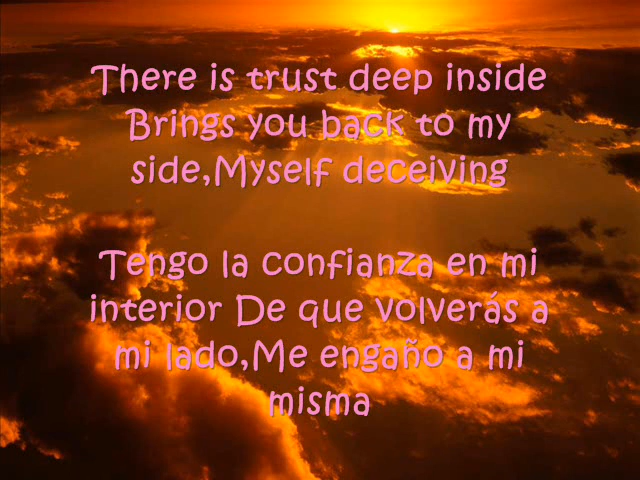 There is trust deep inside
Brings you back to my
side,Myself deceiving
Tengo la confianza en mi
interior De que volverás a
mi lado,Me engaño a mi
misma